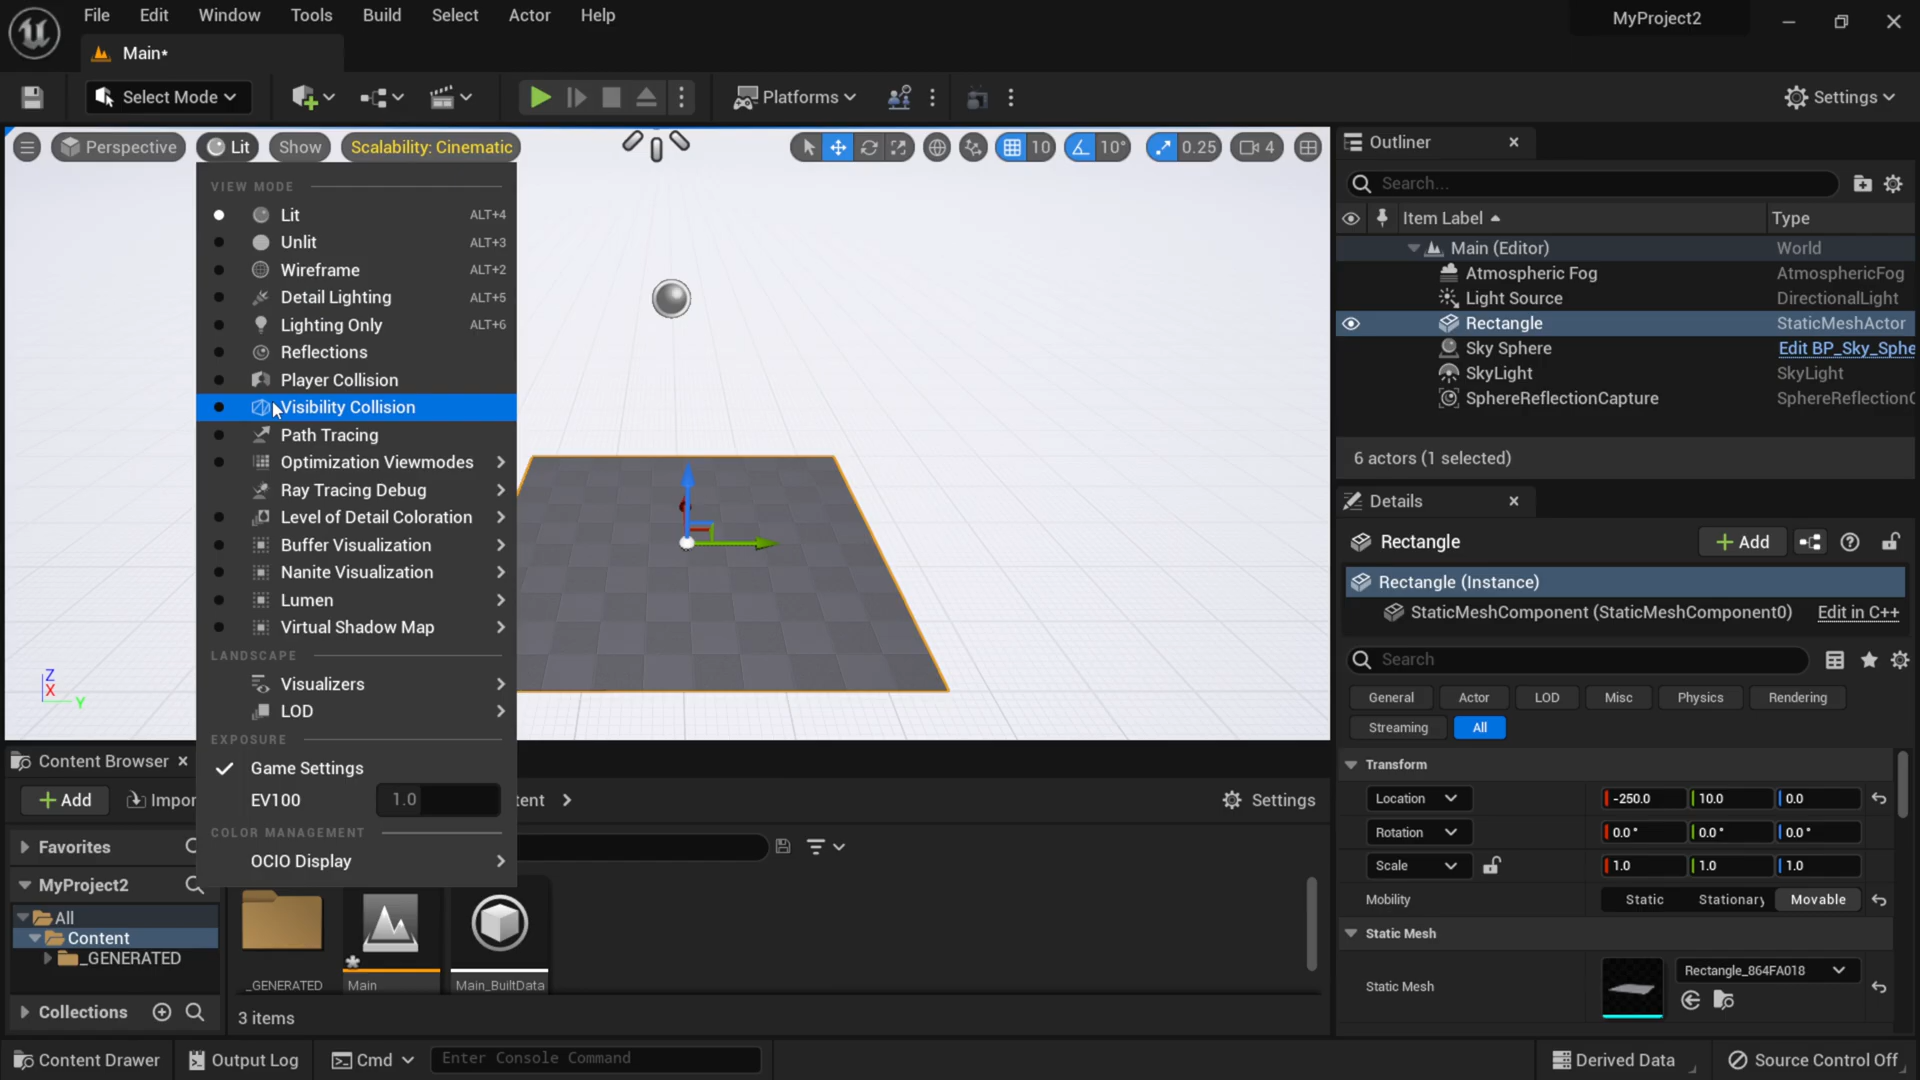 File Edit Window Tools Build Select Actor Help
MyProject2
Main*
Select Mode
Platforms
Settings
Perspective
Lit
Show
Scalability: Cinematic
10
10°
0.25
4
VIEW MODE
Lit ALT+4
Unlit ALT+3
Wireframe ALT+2
Detail Lighting ALT+5
Lighting Only ALT+6
Reflections
Player Collision
Visibility Collision
Path Tracing
Optimization Viewmodes
Ray Tracing Debug
Level of Detail Coloration
Buffer Visualization
Nanite Visualization
Lumen
Virtual Shadow Map
LANDSCAPE
Visualizers
LOD
EXPOSURE
Game Settings
EV100 1.0
COLOR MANAGEMENT
OCIO Display
Z
X
Y
Outliner
Search...
Item Label Type
Main (Editor) World
Atmospheric Fog AtmosphericFog
Light Source DirectionalLight
Rectangle StaticMeshActor
Sky Sphere Edit BP_Sky_Sphe
SkyLight SkyLight
SphereReflectionCapture SphereReflectionC
6 actors (1 selected)
Details
Rectangle
Add
Rectangle (Instance)
StaticMeshComponent (StaticMeshComponent0) Edit in C++
Search
General Actor LOD Misc Physics Rendering
Streaming All
Transform
Location -250.0 10.0 0.0
Rotation 0.0° 0.0° 0.0°
Scale 1.0 1.0 1.0
Mobility Static Stationary Movable
Static Mesh
Static Mesh Rectangle_864FA018
Content Browser
Add
Impor
tent
Settings
Favorites
MyProject2
All
Content
_GENERATED
Collections
_GENERATED
Main
Main_BuiltData
3 items
Content Drawer
Output Log
Cmd
Enter Console Command
Derived Data
Source Control Off